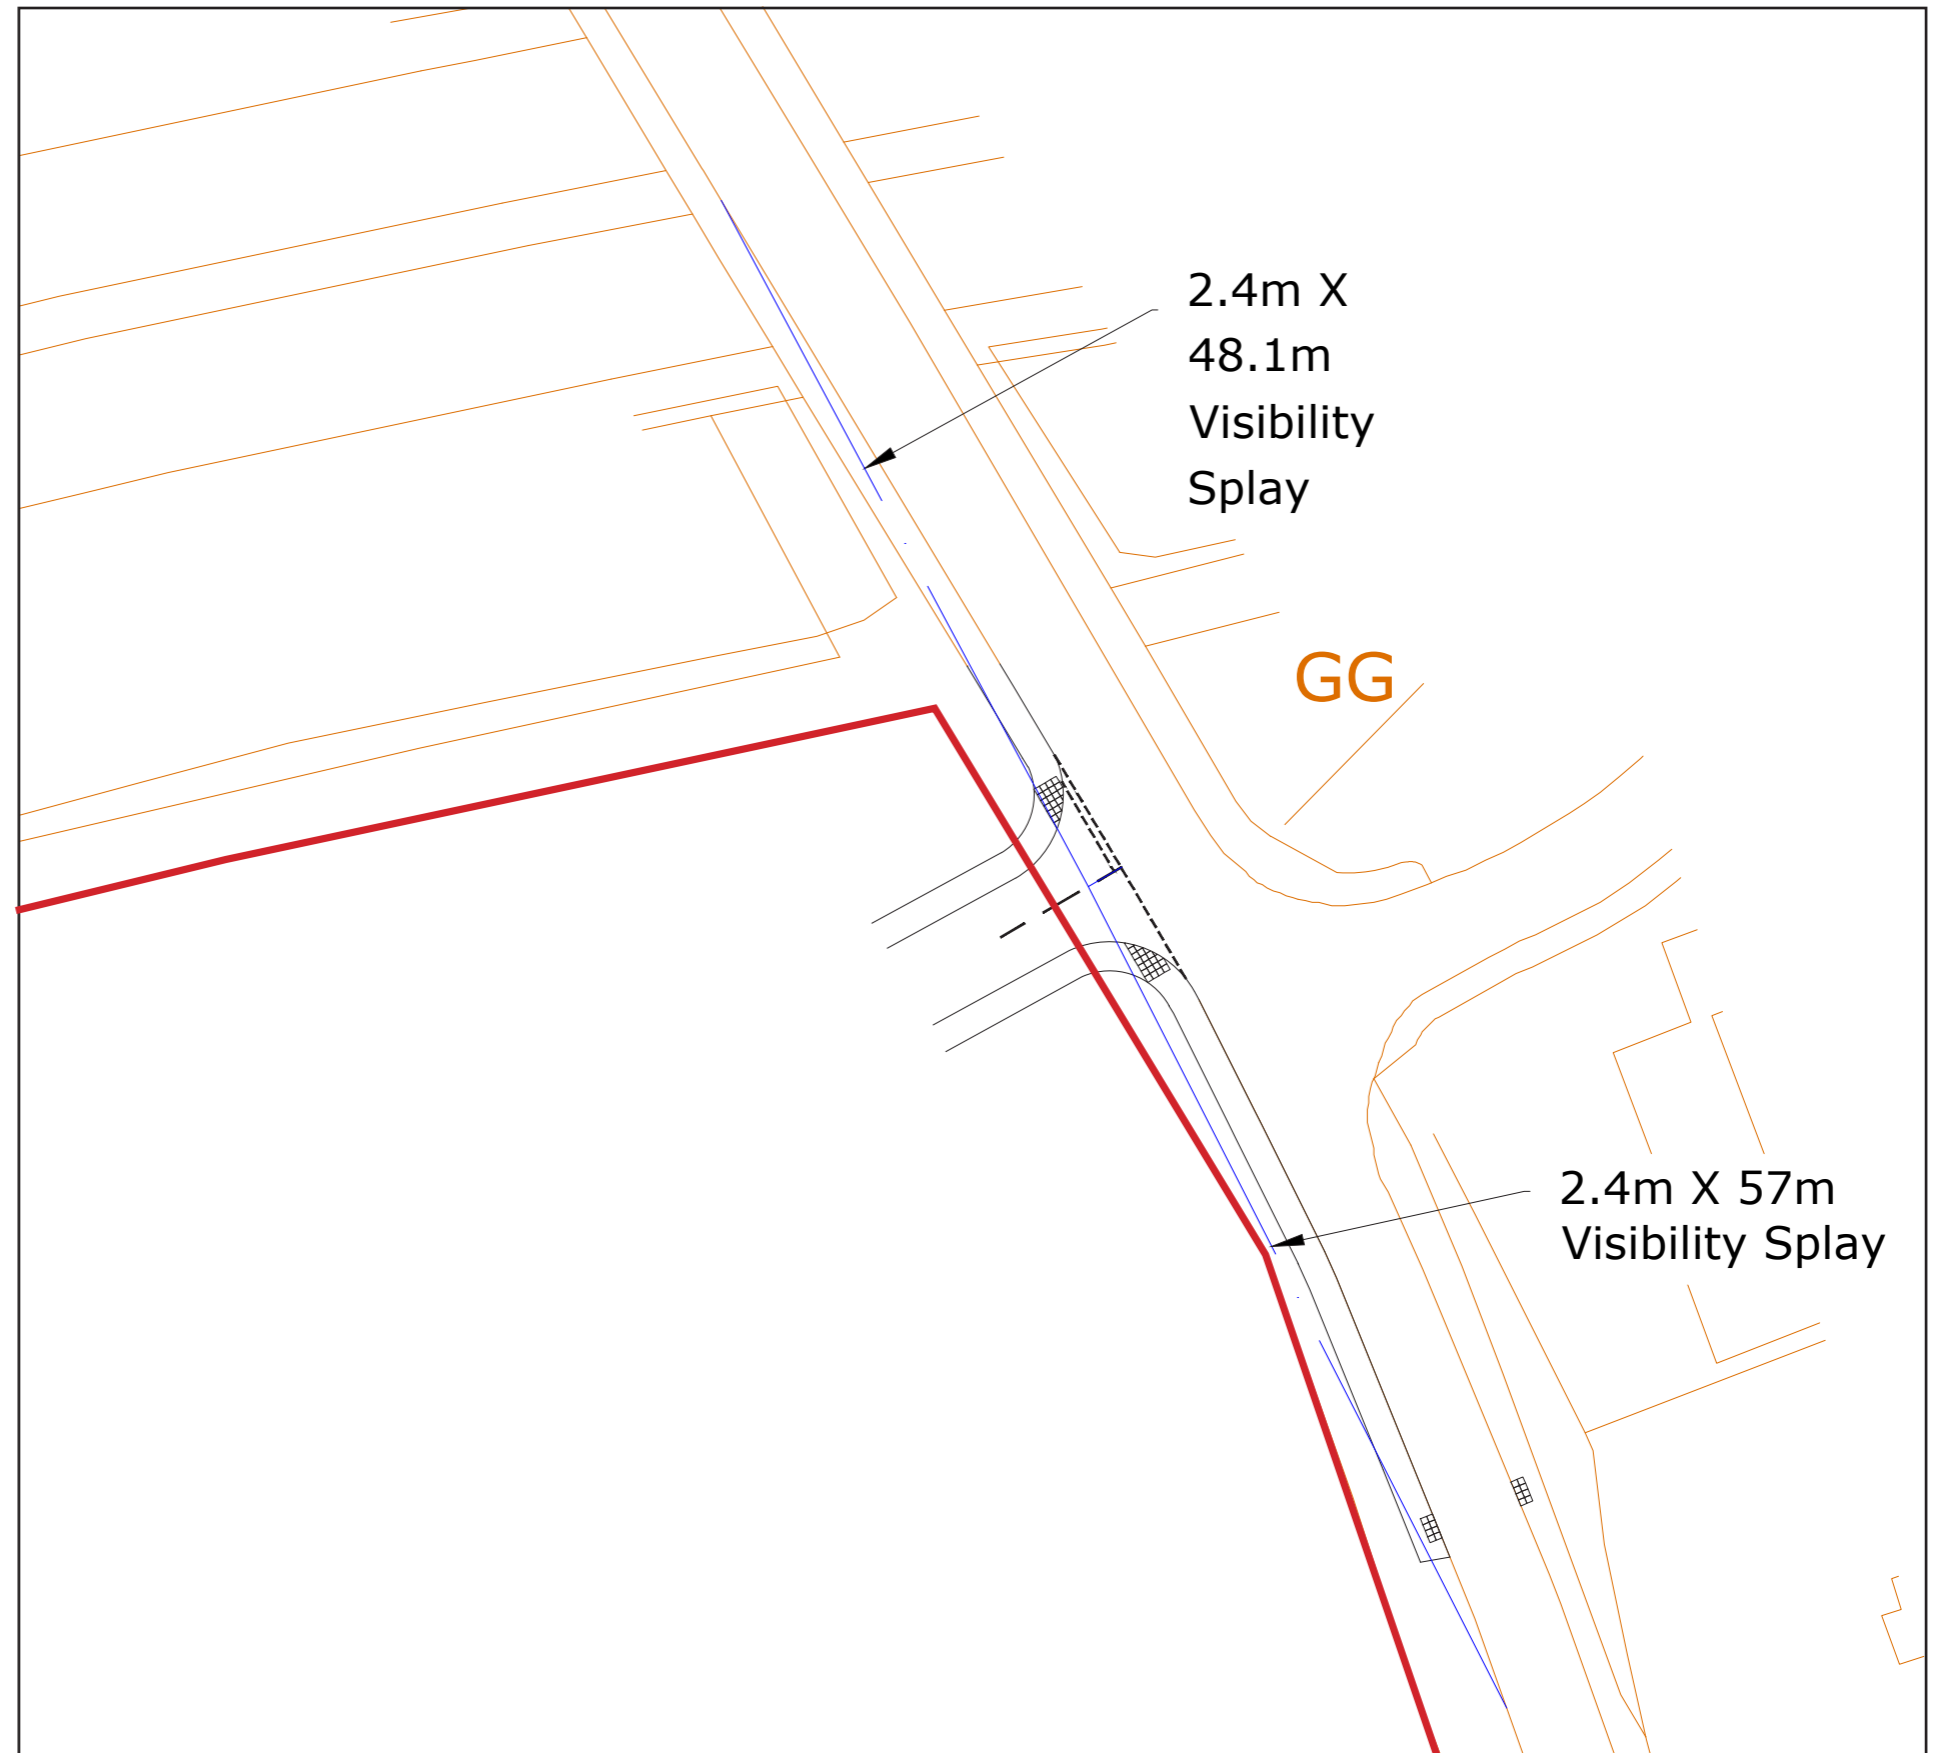 2.4m X
48.1m
Visibility
Splay
GG
2.4m X 57m
Visibility Splay